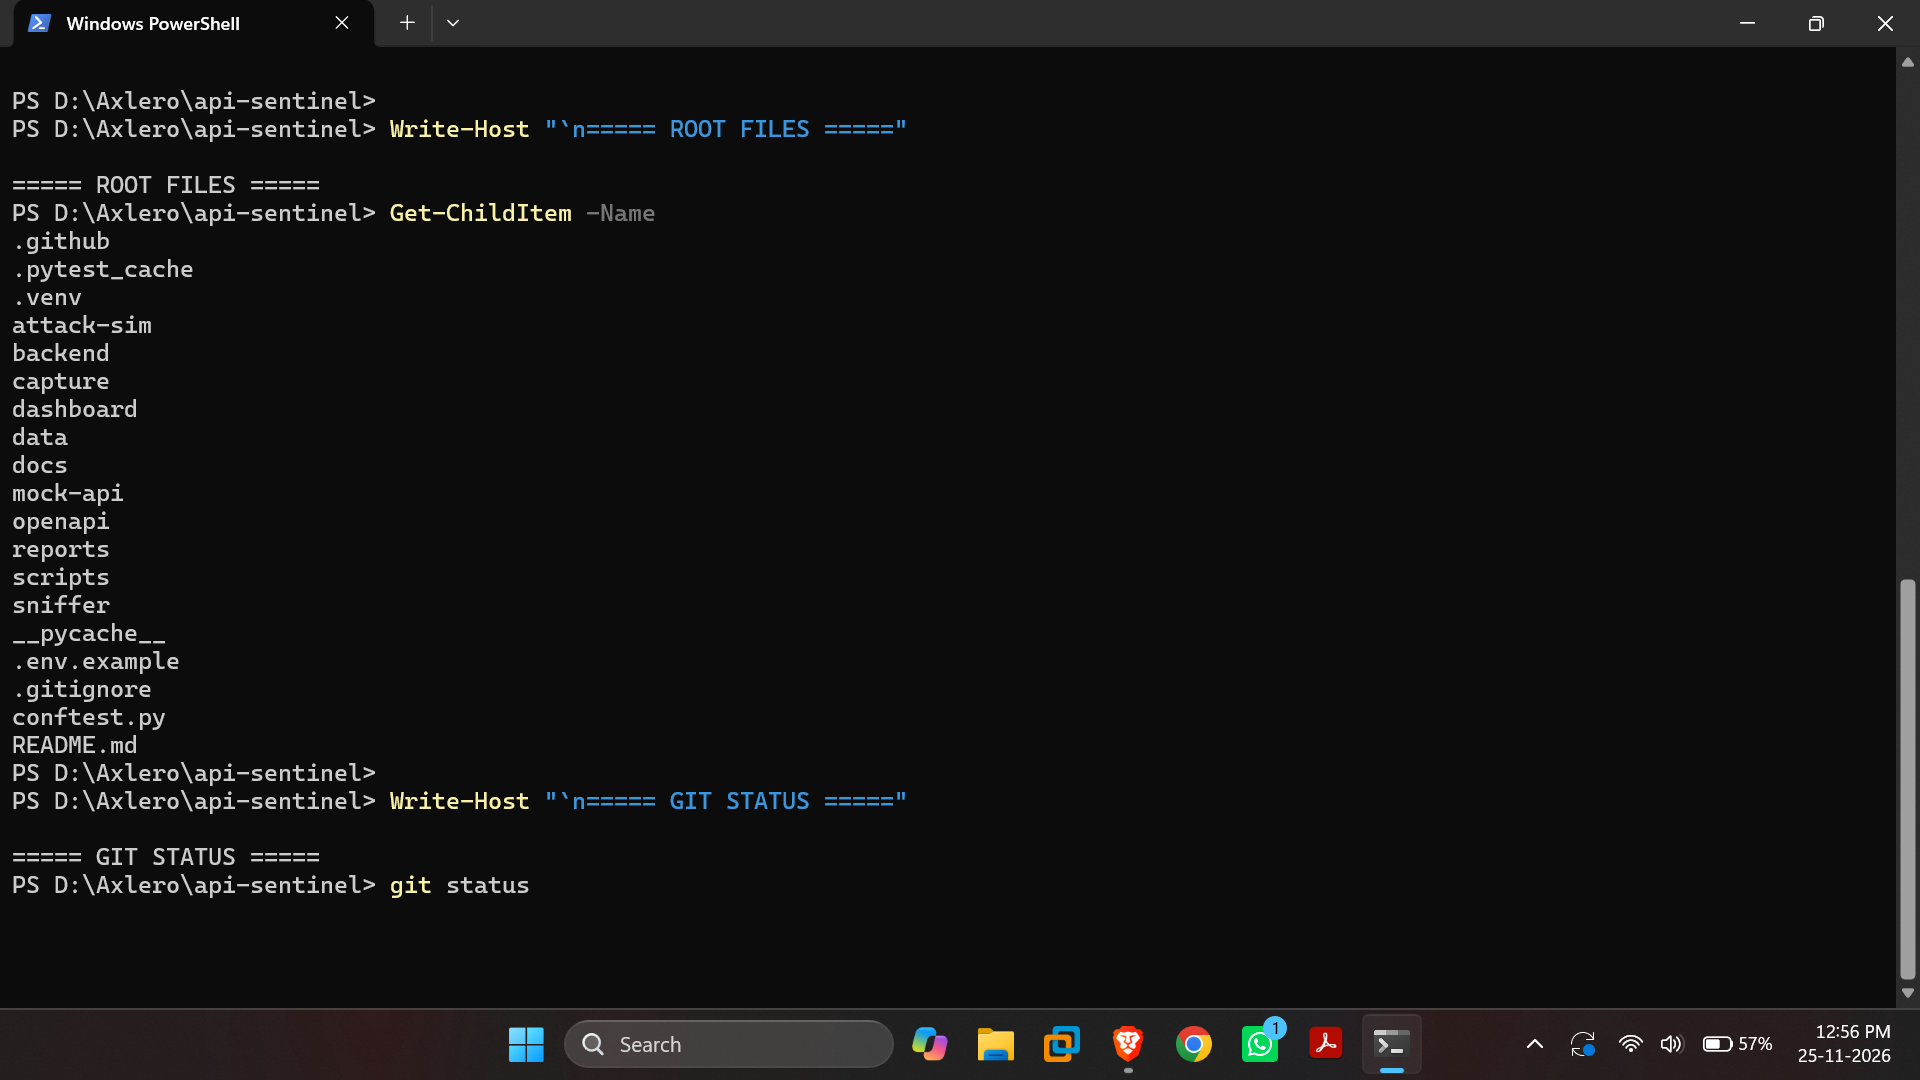 Windows PowerShell
PS D:\Axlero\api-sentinel>
PS D:\Axlero\api-sentinel> Write-Host "`n===== ROOT FILES ====="
===== ROOT FILES =====
PS D:\Axlero\api-sentinel> Get-ChildItem -Name
.github
.pytest_cache
.venv
attack-sim
backend
capture
dashboard
data
docs
mock-api
openapi
reports
scripts
sniffer
__pycache__
.env.example
.gitignore
conftest.py
README.md
PS D:\Axlero\api-sentinel>
PS D:\Axlero\api-sentinel> Write-Host "`n===== GIT STATUS ====="
===== GIT STATUS =====
PS D:\Axlero\api-sentinel> git status
Search
1
57%
12:56 PM
25-11-2026